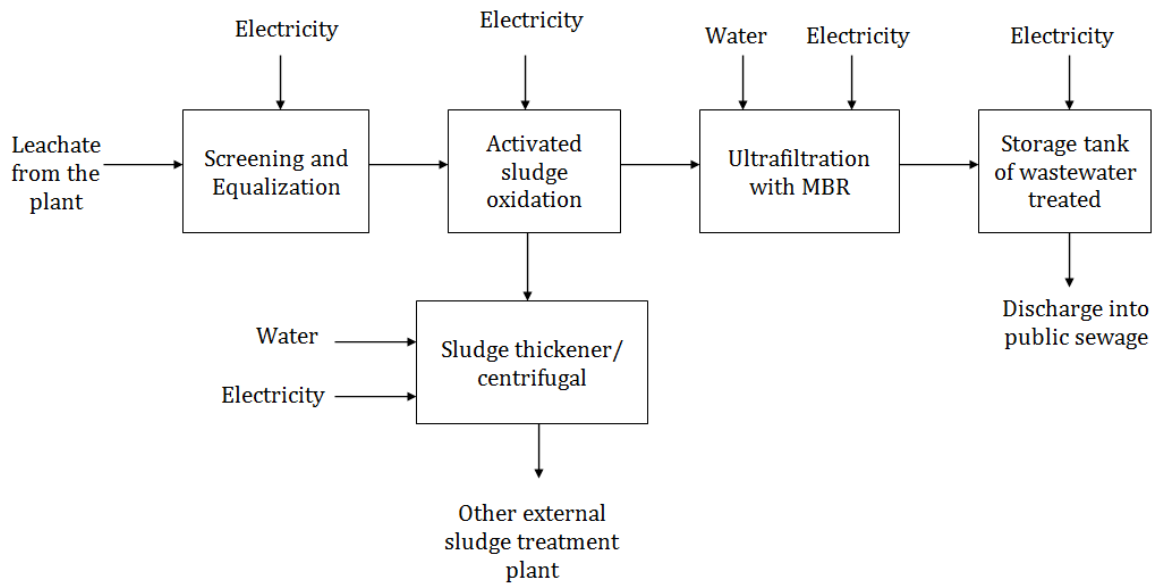 Electricity
Electricity
Water
Electricity
Electricity
Leachate
from the
plant
Screening and
Equalization
Activated
sludge
oxidation
Ultrafiltration
with MBR
Storage tank
of wastewater
treated
Water
Electricity
Sludge thickener/
centrifugal
Discharge into
public sewage
Other external
sludge treatment
plant